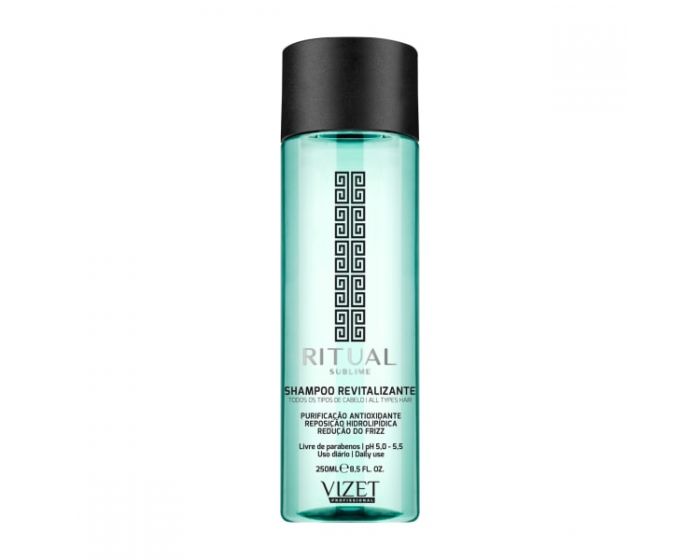 RITUAL
SUBLIME
SHAMPOO REVITALIZANTE
TODOS OS TIPOS DE CABELO | ALL TYPES HAIR
PURIFICAÇÃO ANTIOXIDANTE
REPOSIÇÃO HIDROLIPÍDICA
REDUÇÃO DO FRIZZ
Livre de parabenos | pH 5,0 - 5,5
Uso diário | Daily use
250ML ℮ 8,5 FL. OZ.
VIZET
PROFISSIONAL